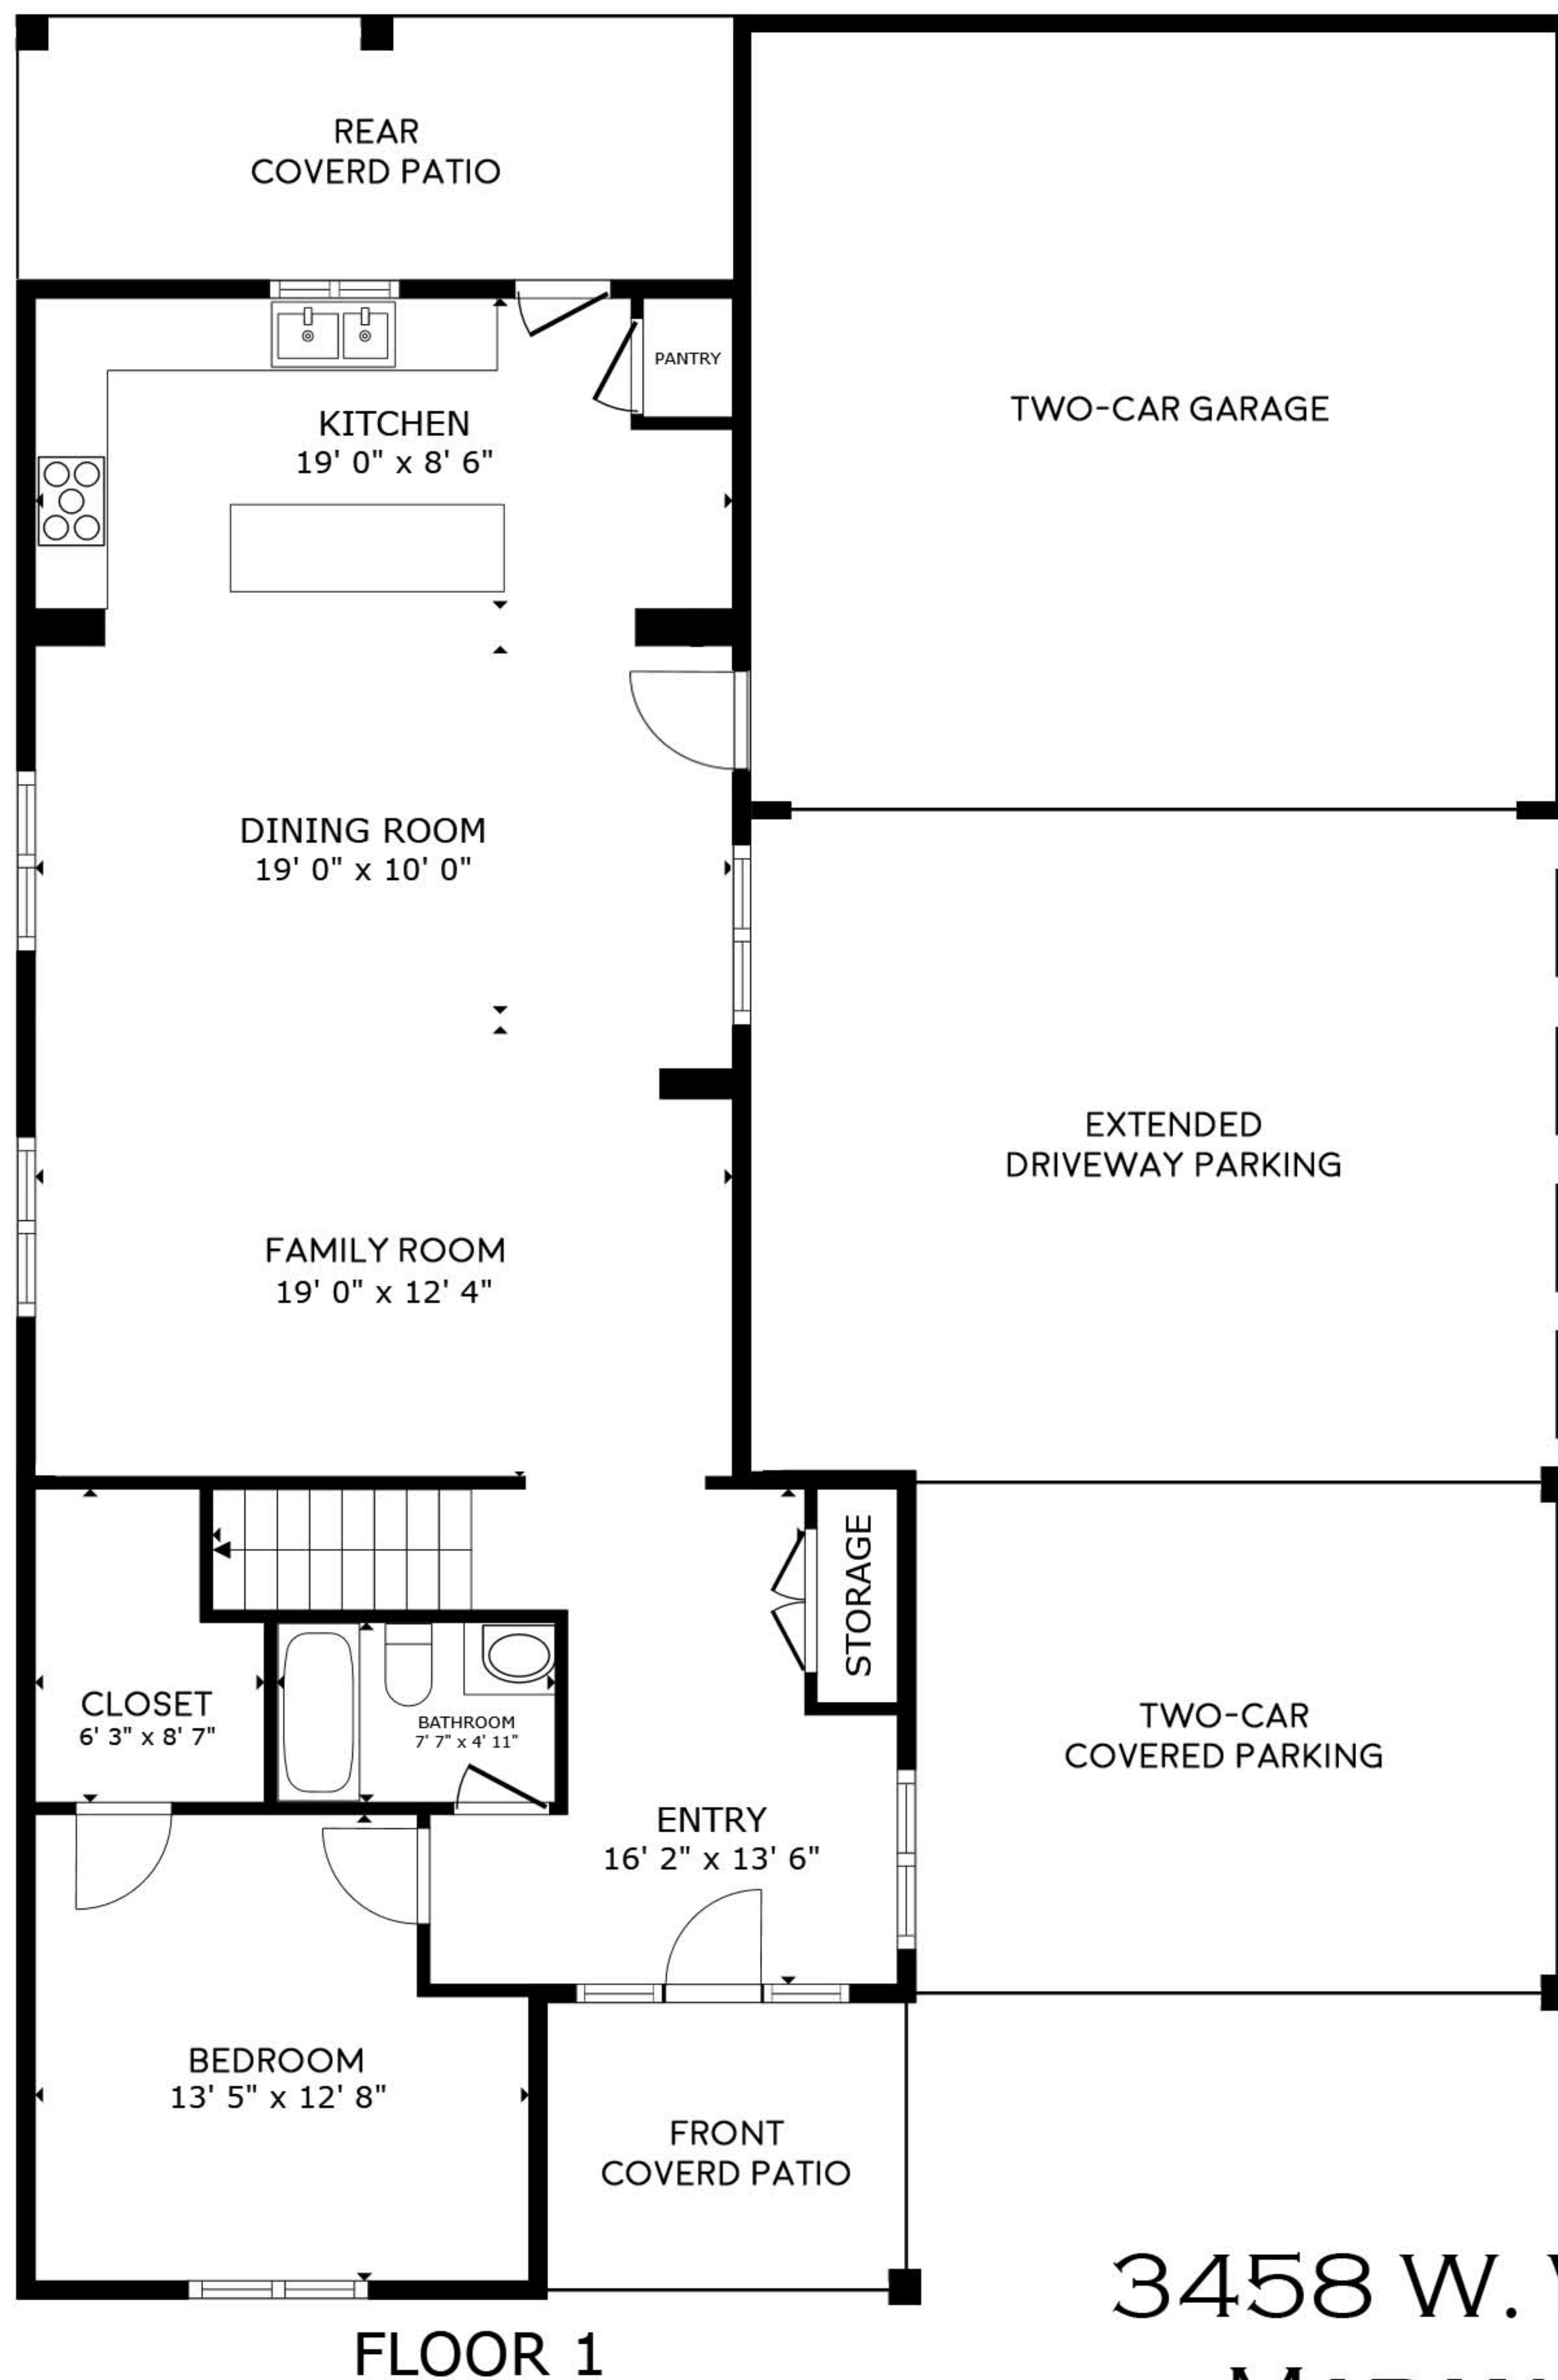 REAR
COVERD PATIO
PANTRY
KITCHEN
19' 0" x 8' 6"
TWO-CAR GARAGE
DINING ROOM
19' 0" x 10' 0"
EXTENDED
DRIVEWAY PARKING
FAMILY ROOM
19' 0" x 12' 4"
STORAGE
CLOSET
6' 3" x 8' 7"
BATHROOM
7' 7" x 4' 11"
TWO-CAR
COVERED PARKING
ENTRY
16' 2" x 13' 6"
BEDROOM
13' 5" x 12' 8"
FRONT
COVERD PATIO
3458 W.
FLOOR 1